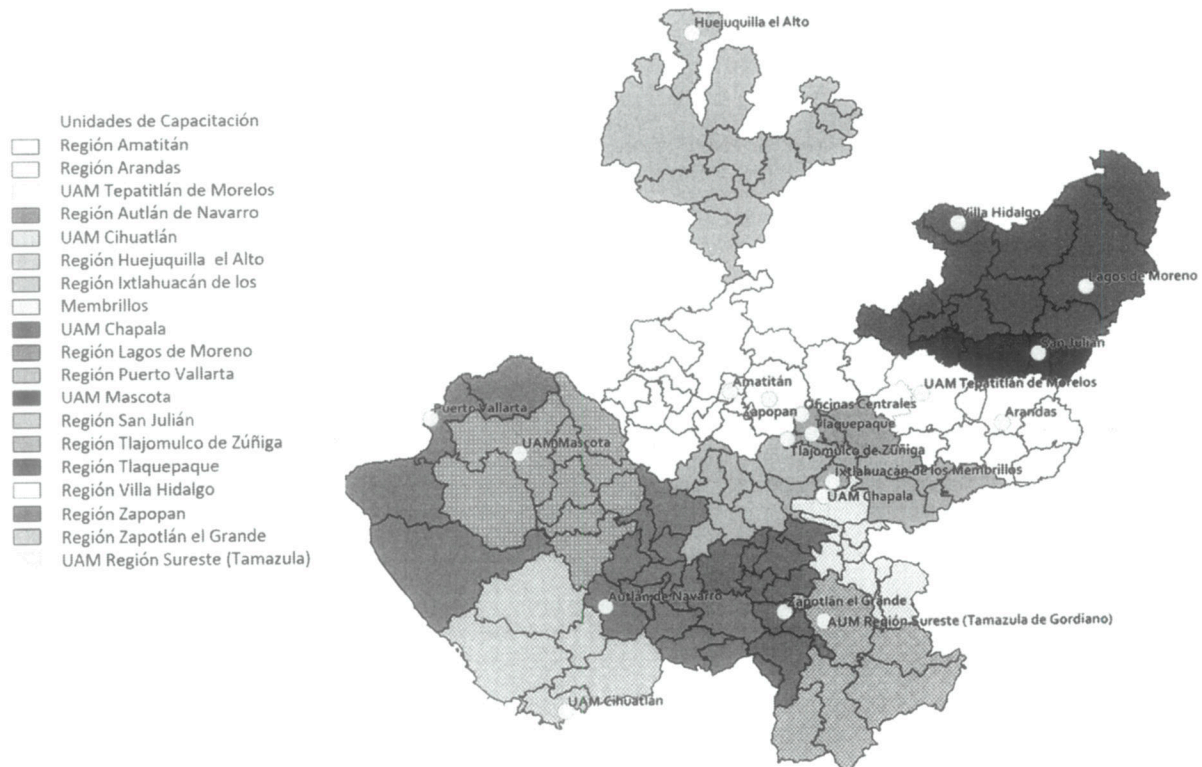 Unidades de Capacitación
Región Amatitán
Región Arandas
UAM Tepatitlán de Morelos
Región Autlán de Navarro
UAM Cihuatlán
Región Huejuquilla el Alto
Región Ixtlahuacán de los
Membrillos
UAM Chapala
Región Lagos de Moreno
Región Puerto Vallarta
UAM Mascota
Región San Julián
Región Tlajomulco de Zúñiga
Región Tlaquepaque
Región Villa Hidalgo
Región Zapopan
Región Zapotlán el Grande
UAM Región Sureste (Tamazula)
Huejuquilla el Alto
Villa Hidalgo
Lagos de Moreno
San Julián
Amatitán
UAM Tepatitlán de Morelos
Zapopan
Oficinas Centrales
Arandas
Puerto Vallarta
Tlaquepaque
UAM Mascota
Tlajomulco de Zúñiga
Ixtlahuacán de los Membrillos
UAM Chapala
Autlán de Navarro
Zapotlán el Grande
AUM Región Sureste (Tamazula de Gordiano)
UAM Cihuatlán